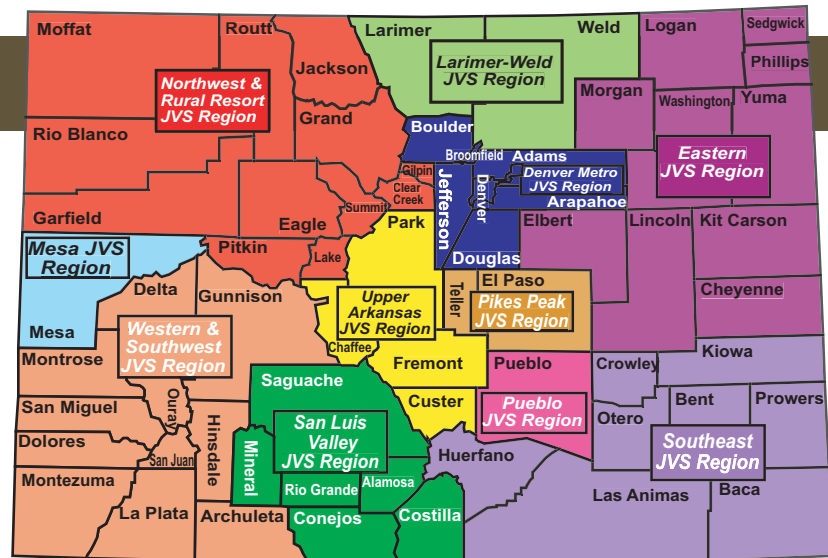 Moffat
Routt
Larimer
Weld
Logan
Sedgwick
Phillips
Jackson
Larimer-Weld
JVS Region
Northwest &
Rural Resort
JVS Region
Morgan
Washington
Yuma
Grand
Rio Blanco
Boulder
Broomfield
Adams
Eastern
JVS Region
Gilpin
Clear
Creek
Jefferson
Denver
Denver Metro
JVS Region
Arapahoe
Garfield
Eagle
Summit
Park
Elbert
Lincoln
Kit Carson
Mesa JVS
Region
Pitkin
Lake
Douglas
Delta
Gunnison
Teller
El Paso
Cheyenne
Upper
Arkansas
JVS Region
Pikes Peak
JVS Region
Mesa
Western &
Southwest
JVS Region
Chaffee
Montrose
Fremont
Pueblo
Crowley
Kiowa
Saguache
Ouray
Custer
Pueblo
JVS Region
Bent
Prowers
San Miguel
Hinsdale
San Luis
Valley
JVS Region
Otero
Dolores
Mineral
Southeast
JVS Region
San Juan
Huerfano
Montezuma
Rio Grande
Alamosa
Las Animas
Baca
La Plata
Archuleta
Conejos
Costilla